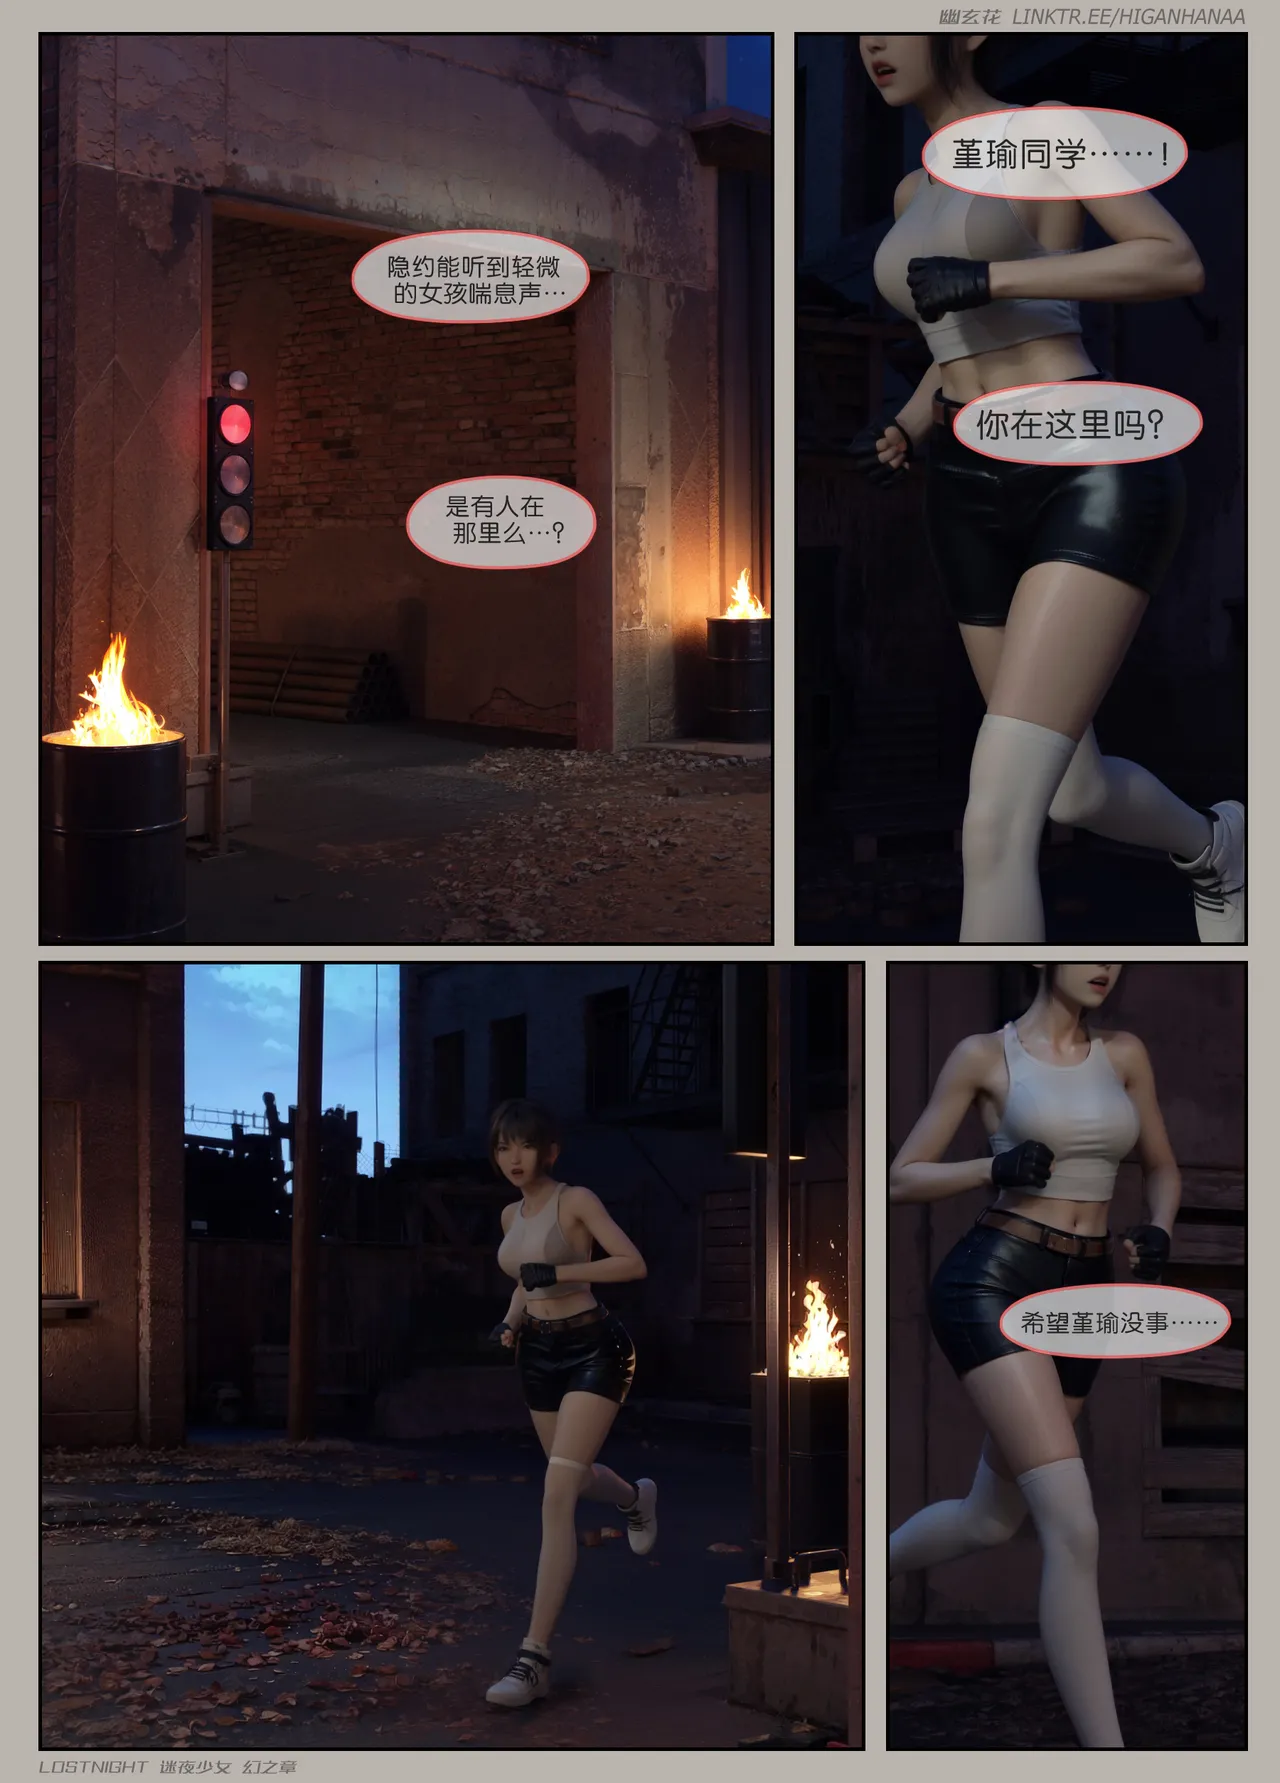 幽玄花 LINKTR.EE/HIGANHANAA
隐约能听到轻微
的女孩喘息声…
是有人在
那里么…?
堇瑜同学……!
你在这里吗?
希望堇瑜没事……
LOSTNIGHT 迷夜少女 幻之章